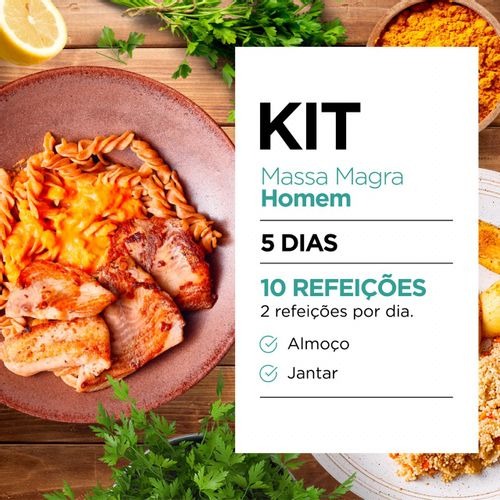 KIT
Massa Magra
Homem
5 DIAS
10 REFEIÇÕES
2 refeições por dia.
Almoço
Jantar